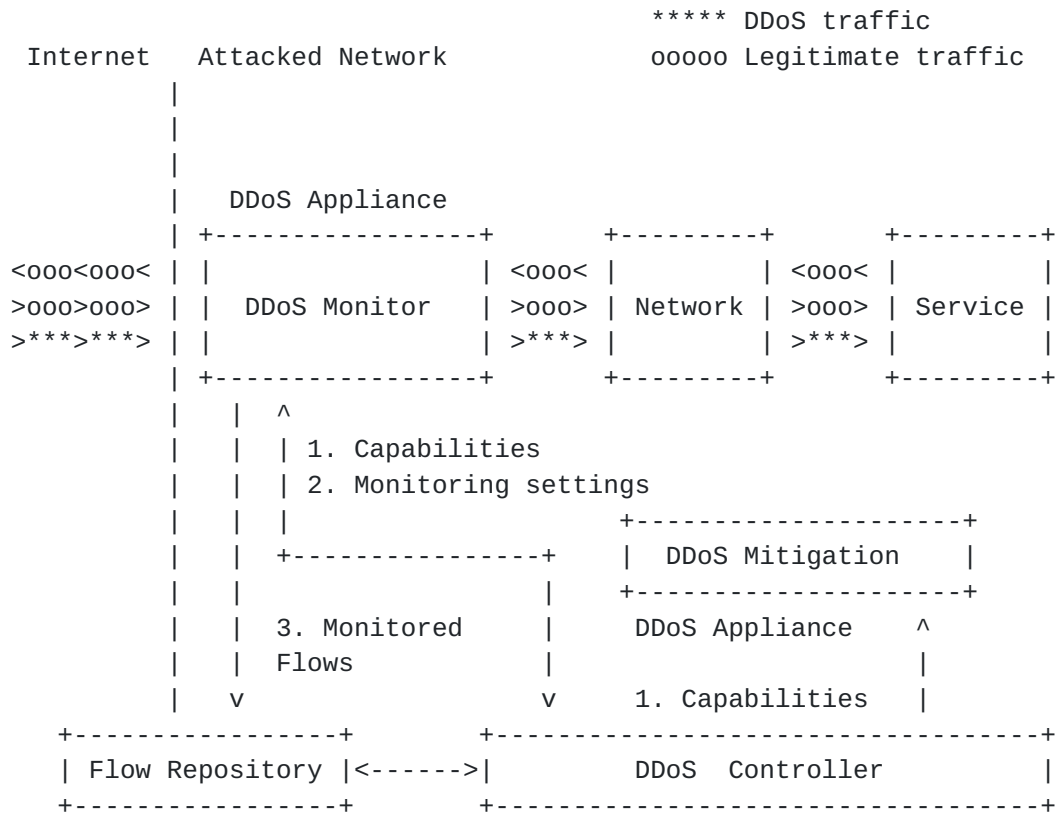 ***** DDoS traffic
Internet   Attacked Network             ooooo Legitimate traffic
DDoS Appliance
<ooo<ooo<   <ooo<   <ooo<
>ooo>ooo>   DDoS Monitor   >ooo>   Network   >ooo>   Service
>***>***>   >***>   >***>
1. Capabilities
2. Monitoring settings
DDoS Mitigation
3. Monitored   DDoS Appliance
Flows
1. Capabilities
Flow Repository <------> DDoS  Controller